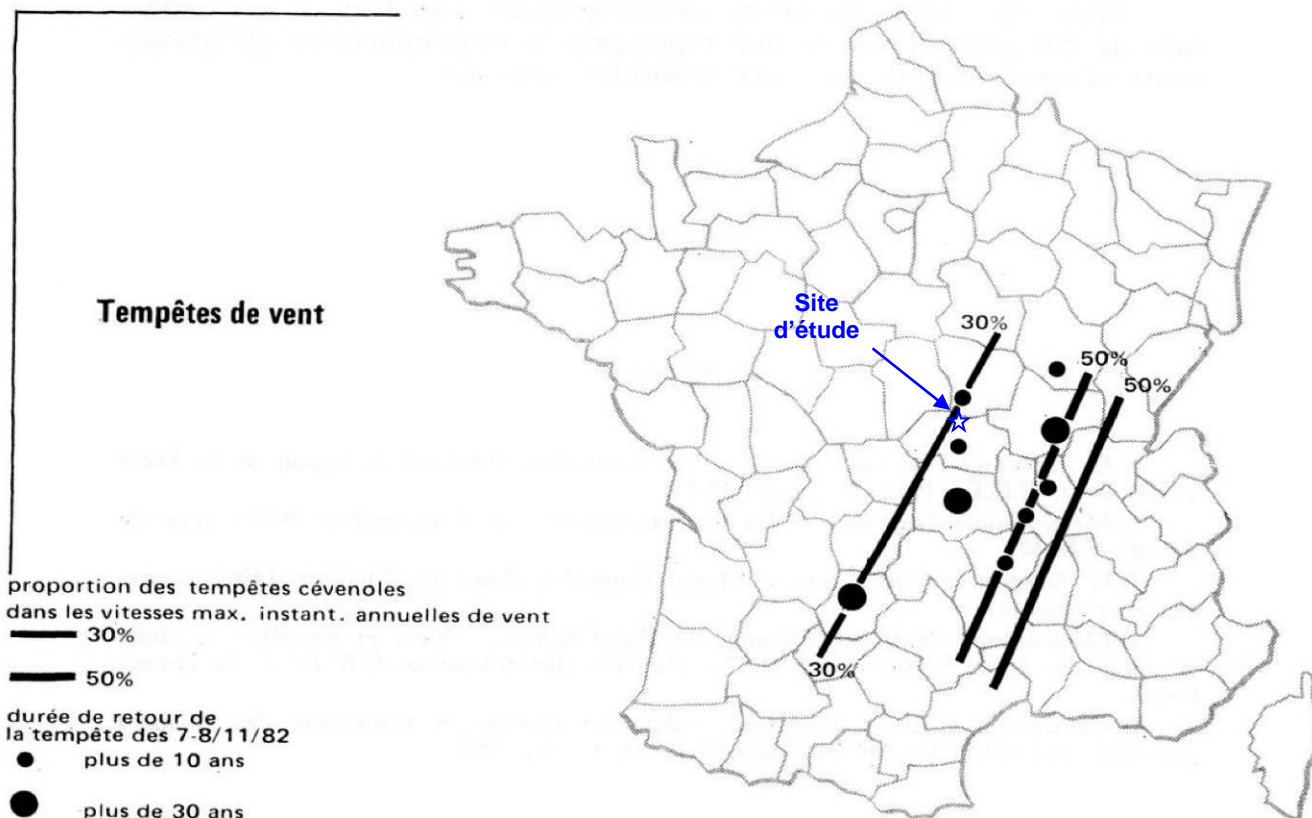 Tempêtes de vent
Site
d'étude
30%
50%
50%
30%
proportion des tempêtes cévenoles
dans les vitesses max. instant. annuelles de vent
30%
50%
durée de retour de
la tempête des 7-8/11/82
plus de 10 ans
plus de 30 ans